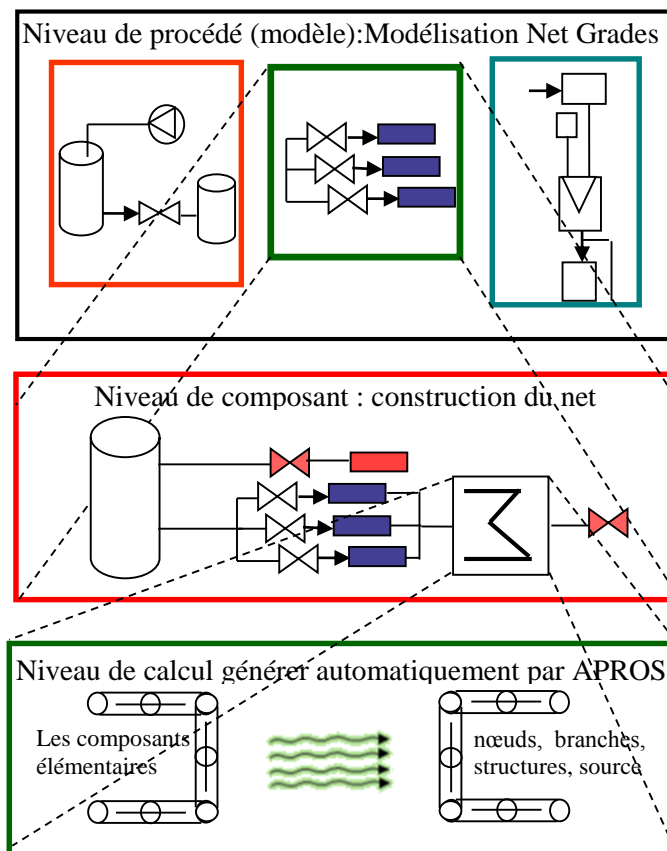 Niveau de procédé (modèle):Modélisation Net Grades
Niveau de composant : construction du net
Niveau de calcul générer automatiquement par APROS
Les composants
élémentaires
nœuds, branches,
structures, source